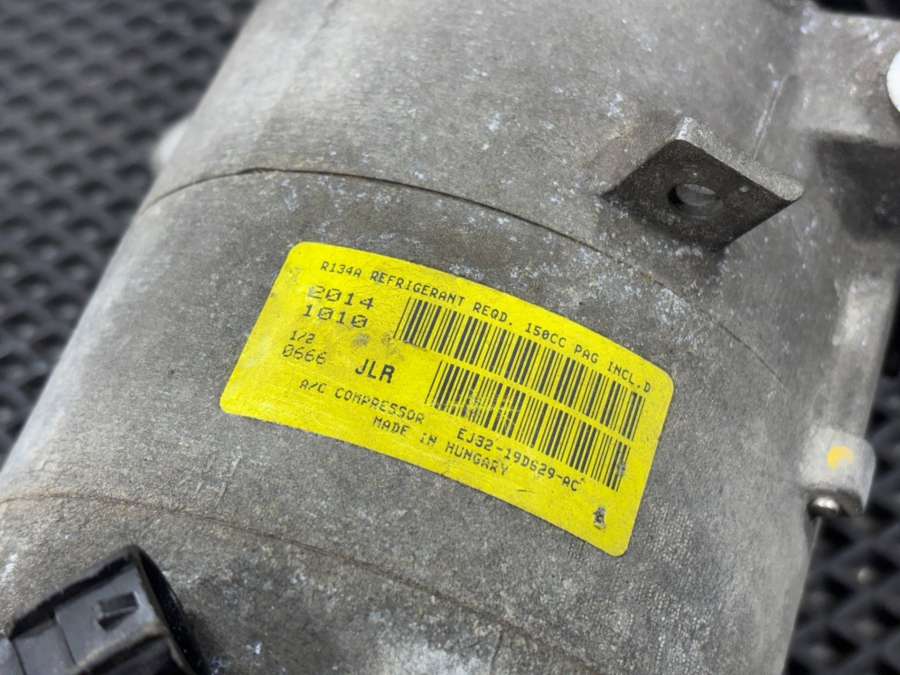 R134A REFRIGERANT REQD. 150CC PAG INCL.D
2014
1010
1/2
0666
JLR
A/C COMPRESSOR EJ32-19D629-AC
MADE IN HUNGARY